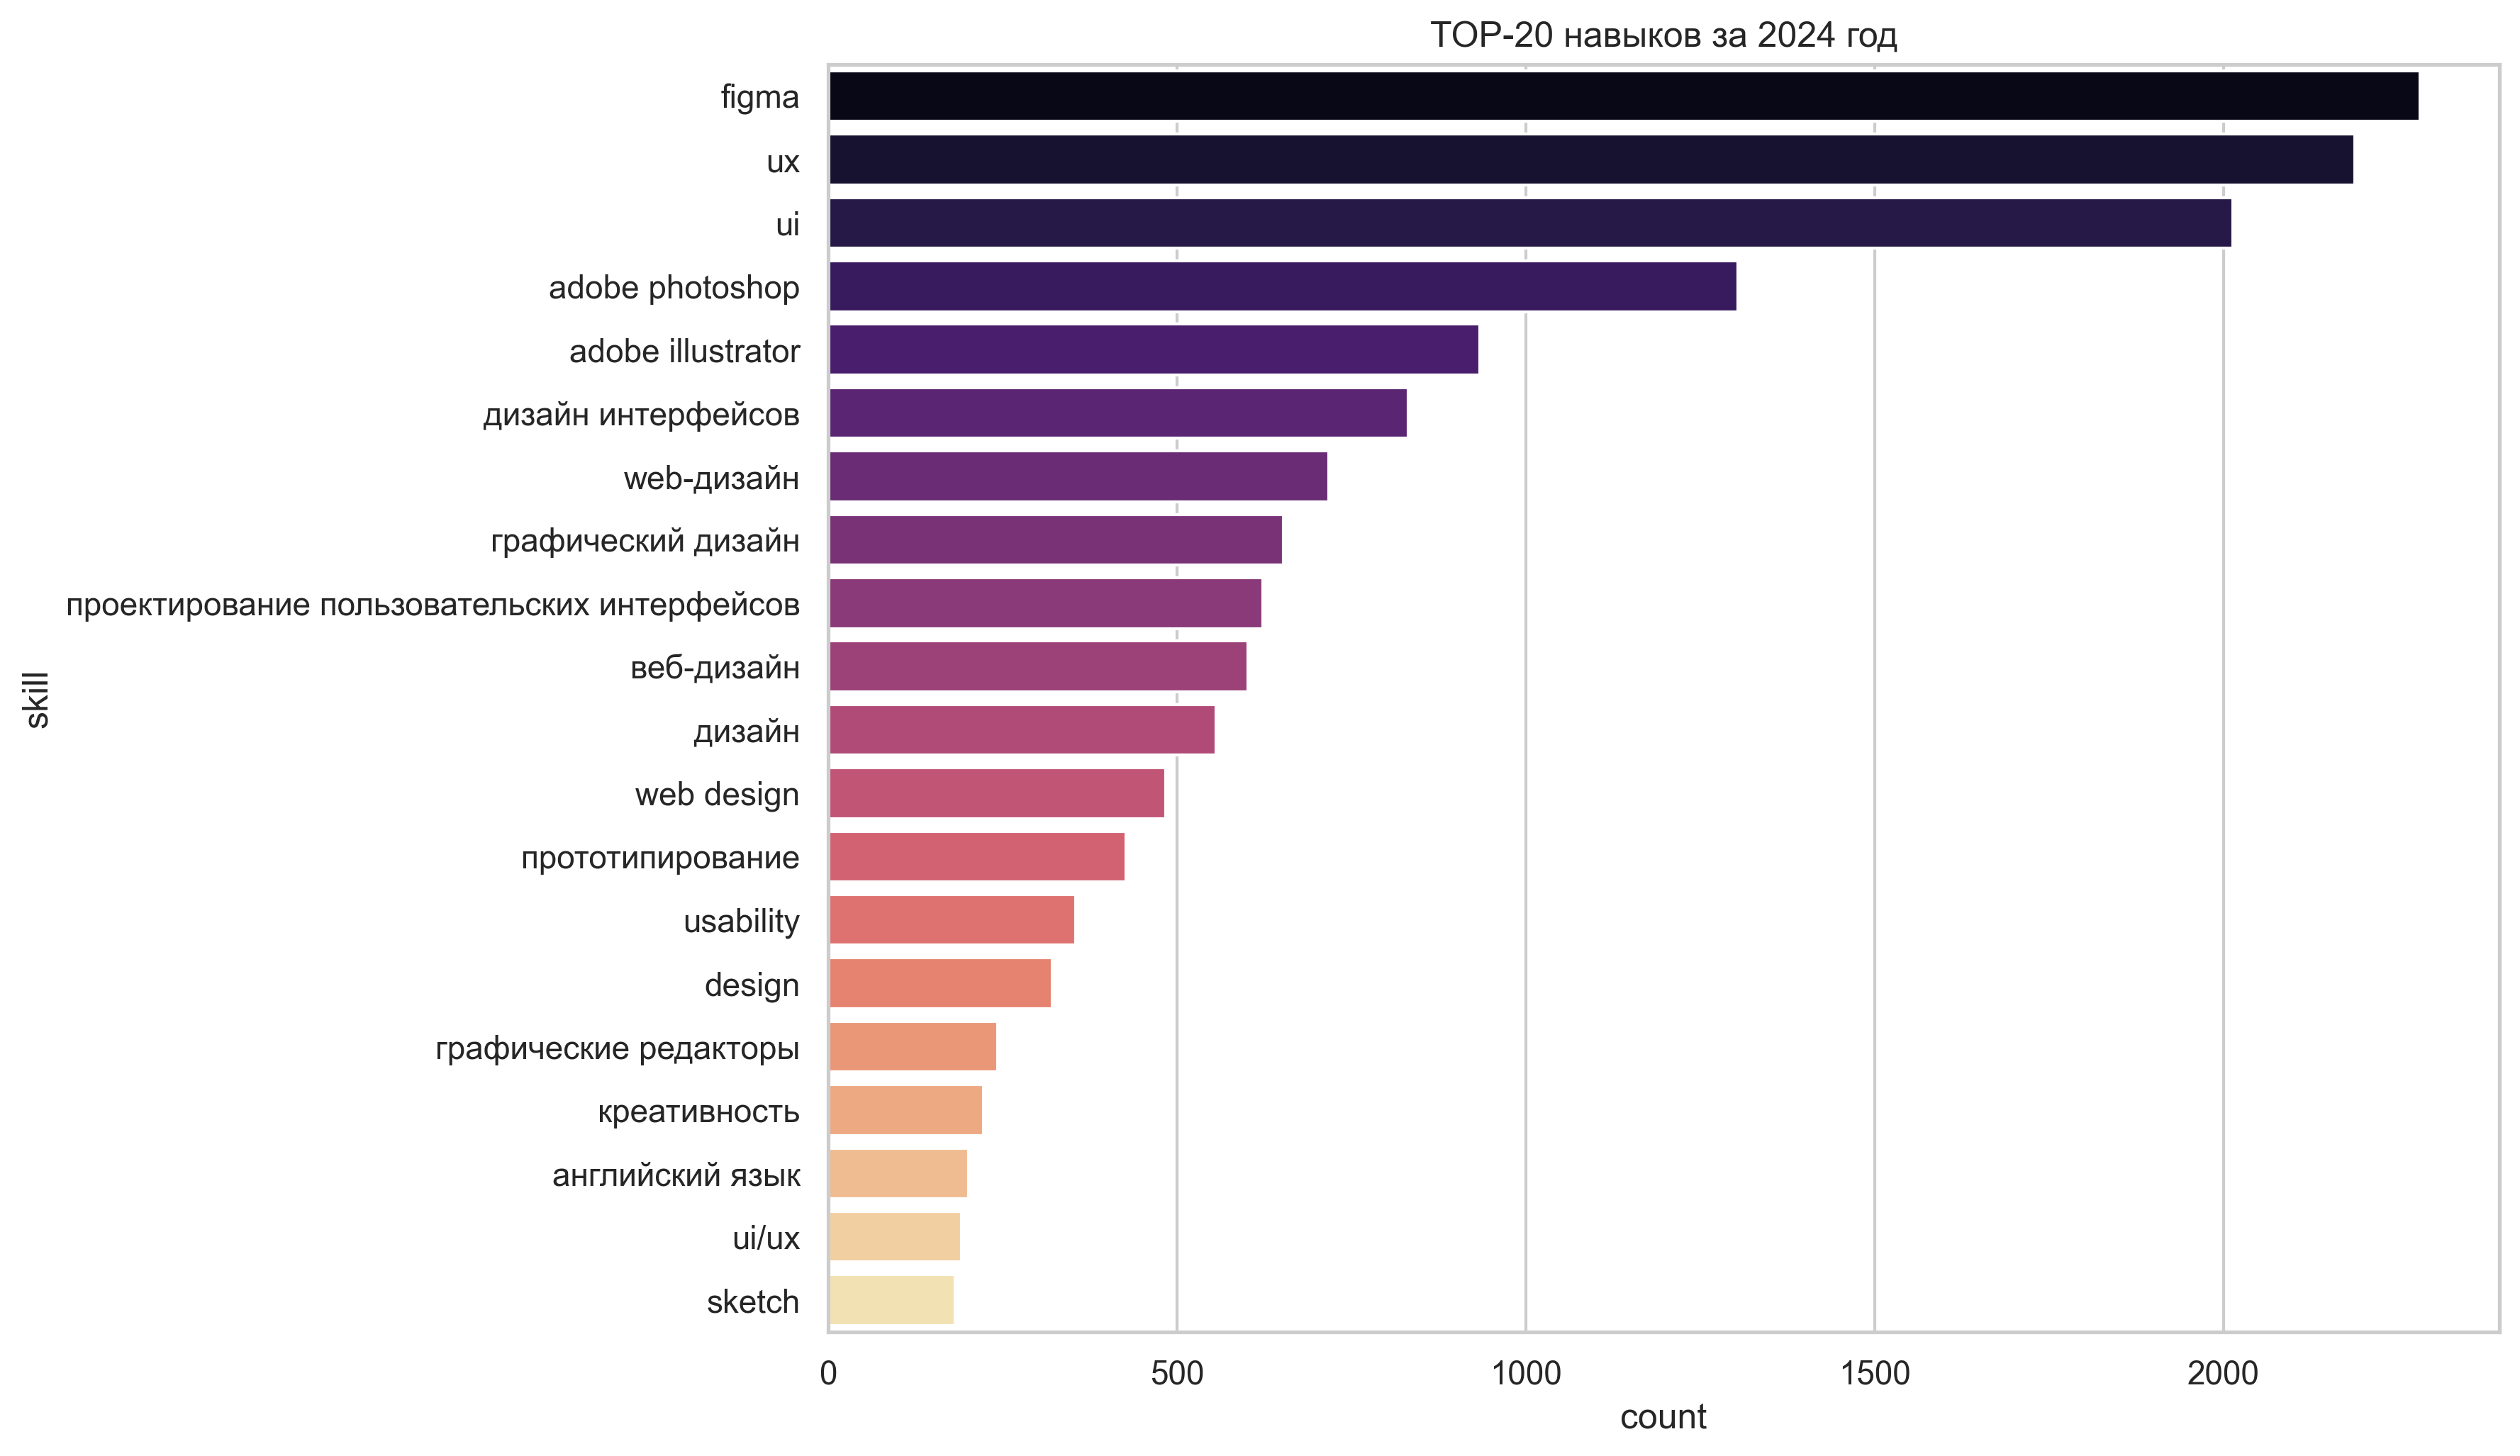 TOP-20 навыков за 2024 год
figma
ux
ui
adobe photoshop
adobe illustrator
дизайн интерфейсов
web-дизайн
графический дизайн
проектирование пользовательских интерфейсов
веб-дизайн
дизайн
web design
прототипирование
usability
design
графические редакторы
креативность
английский язык
ui/ux
sketch
skill
0 500 1000 1500 2000
count